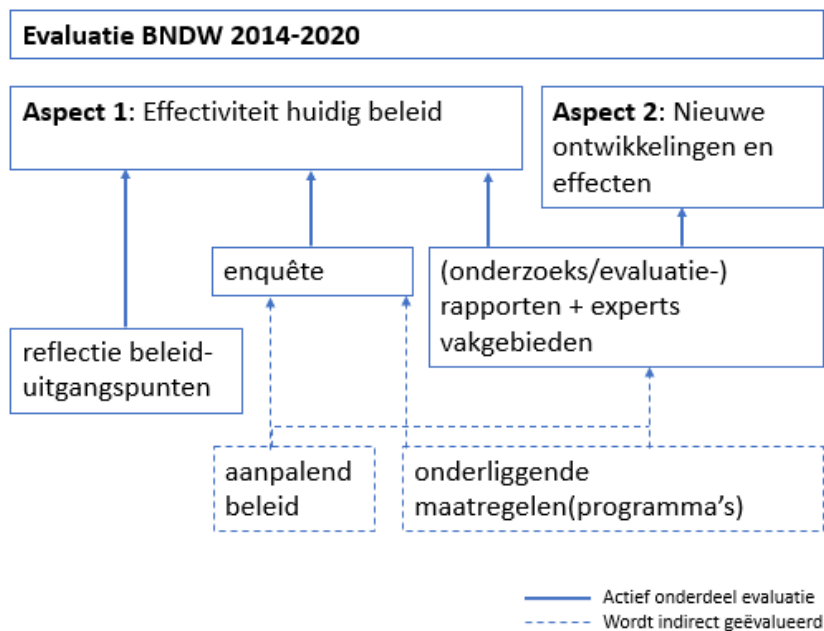 Evaluatie BNDW 2014-2020
Aspect 1: Effectiviteit huidig beleid
Aspect 2: Nieuwe
ontwikkelingen en
effecten
enquête
(onderzoeks/evaluatie-)
rapporten + experts
vakgebieden
reflectie beleid-
uitgangspunten
aanpalend
beleid
onderliggende
maatregelen(programma's)
Actief onderdeel evaluatie
Wordt indirect geëvalueerd